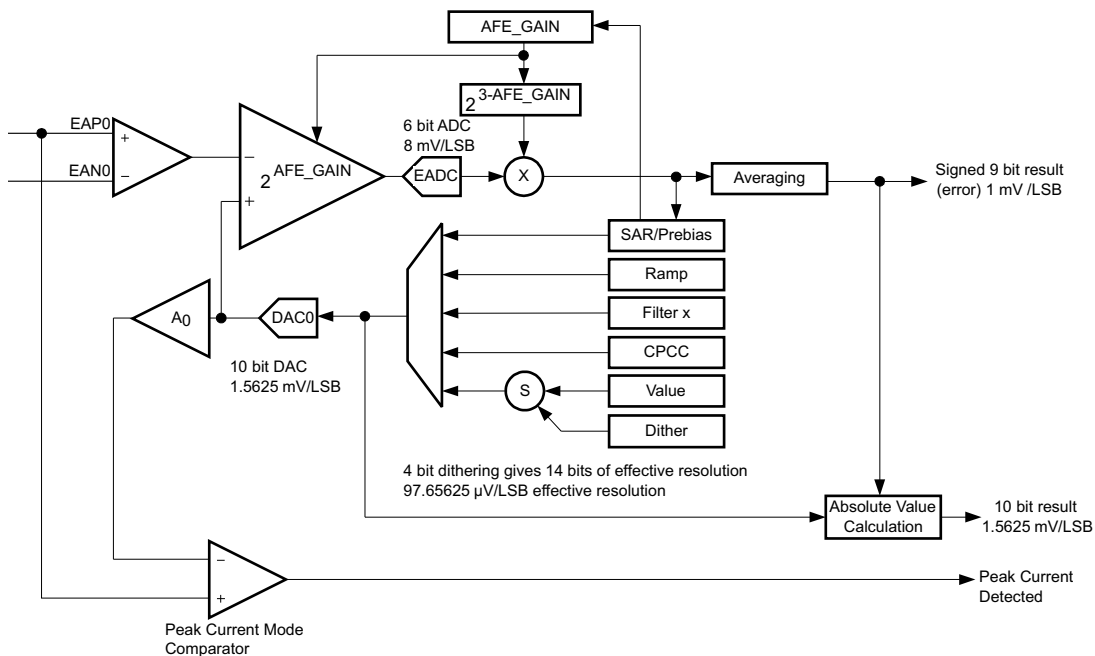 AFE_GAIN
2 3-AFE_GAIN
6 bit ADC
8 mV/LSB
EAP0
+
EAN0
−
−
2 AFE_GAIN
+
EADC
X
Averaging
Signed 9 bit result
(error) 1 mV /LSB
SAR/Prebias
Ramp
Filter x
CPCC
Value
Dither
S
A0
DAC0
10 bit DAC
1.5625 mV/LSB
4 bit dithering gives 14 bits of effective resolution
97.65625 μV/LSB effective resolution
Absolute Value
Calculation
10 bit result
1.5625 mV/LSB
−
+
Peak Current
Detected
Peak Current Mode
Comparator